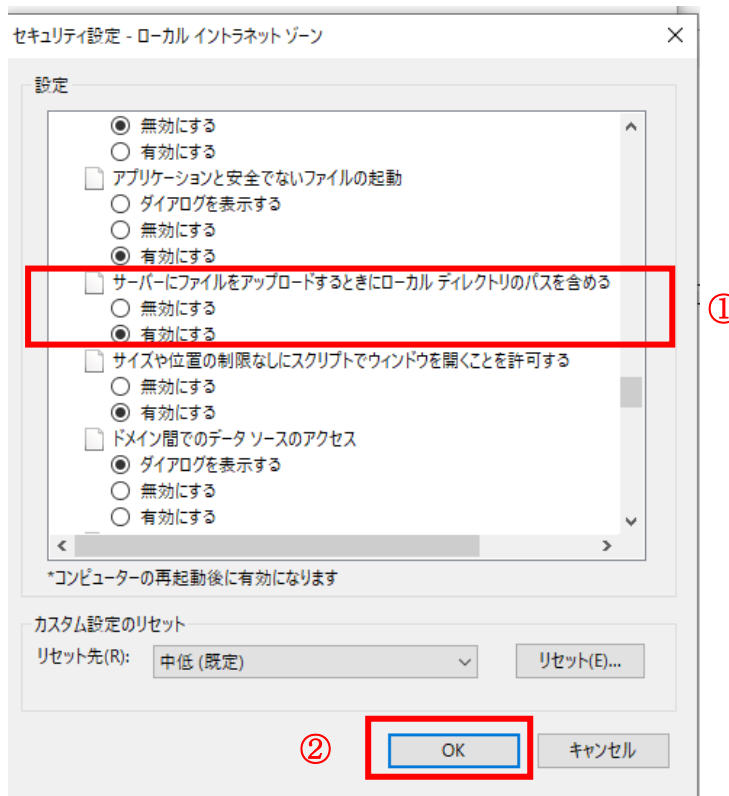 セキュリティ設定 - ローカル イントラネット ゾーン
設定
無効にする
有効にする
アプリケーションと安全でないファイルの起動
ダイアログを表示する
無効にする
有効にする
サーバーにファイルをアップロードするときにローカル ディレクトリのパスを含める
無効にする
有効にする
①
サイズや位置の制限なしにスクリプトでウィンドウを開くことを許可する
無効にする
有効にする
ドメイン間でのデータ ソースのアクセス
ダイアログを表示する
無効にする
有効にする
*コンピューターの再起動後に有効になります
カスタム設定のリセット
リセット先(R): 中低 (既定) リセット(E)...
② OK キャンセル